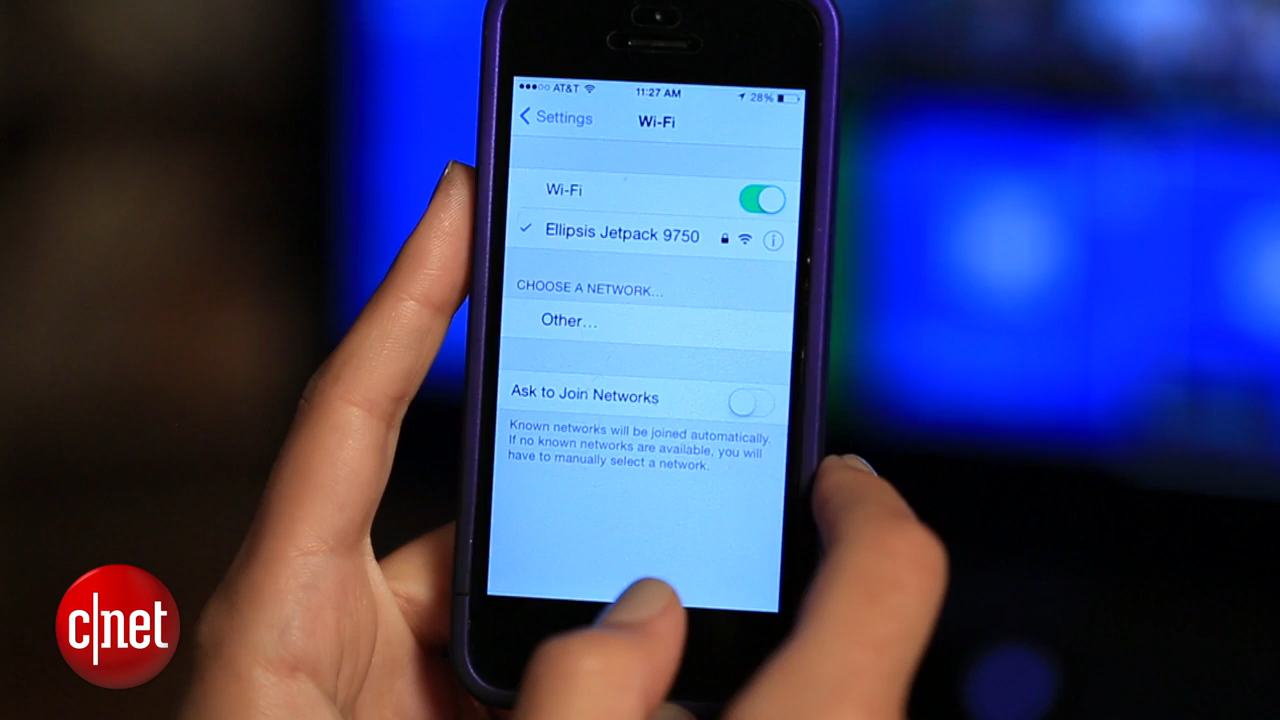 ●●●○○ AT&T 11:27 AM 28%
Settings Wi-Fi
Wi-Fi
✓ Ellipsis Jetpack 9750
CHOOSE A NETWORK...
Other...
Ask to Join Networks
Known networks will be joined automatically.
If no known networks are available, you will
have to manually select a network.
c|net